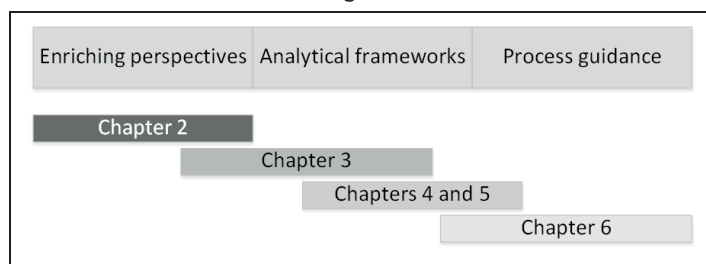 Enriching perspectives Analytical frameworks Process guidance
Chapter 2
Chapter 3
Chapters 4 and 5
Chapter 6